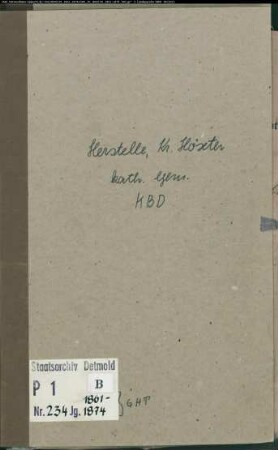 Herstelle, Kr. Höxter
kath. Gem.
KBD
Staatsarchiv Detmold
P 1 B
1801-
Nr. 234 Jg. 1874
GHP